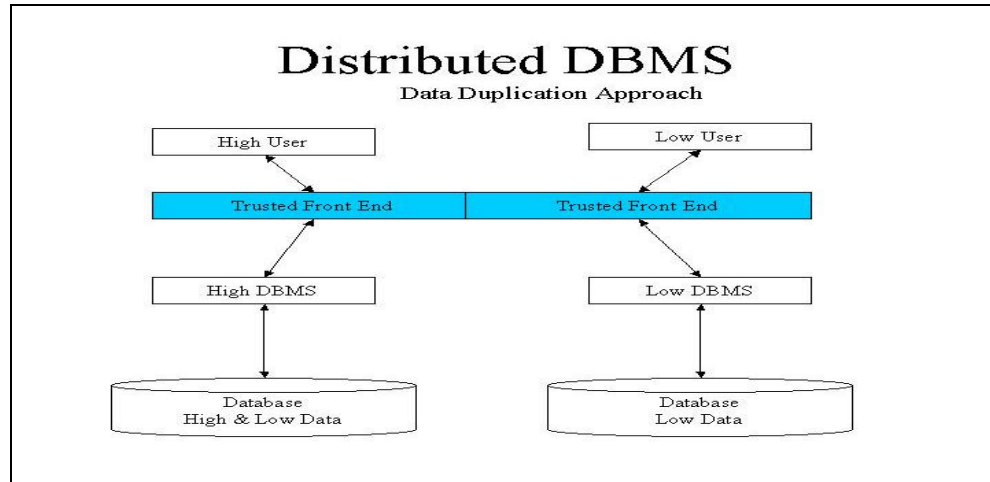 Distributed DBMS
Data Duplication Approach
High User
Low User
Trusted Front End
Trusted Front End
High DBMS
Low DBMS
Database
High & Low Data
Database
Low Data